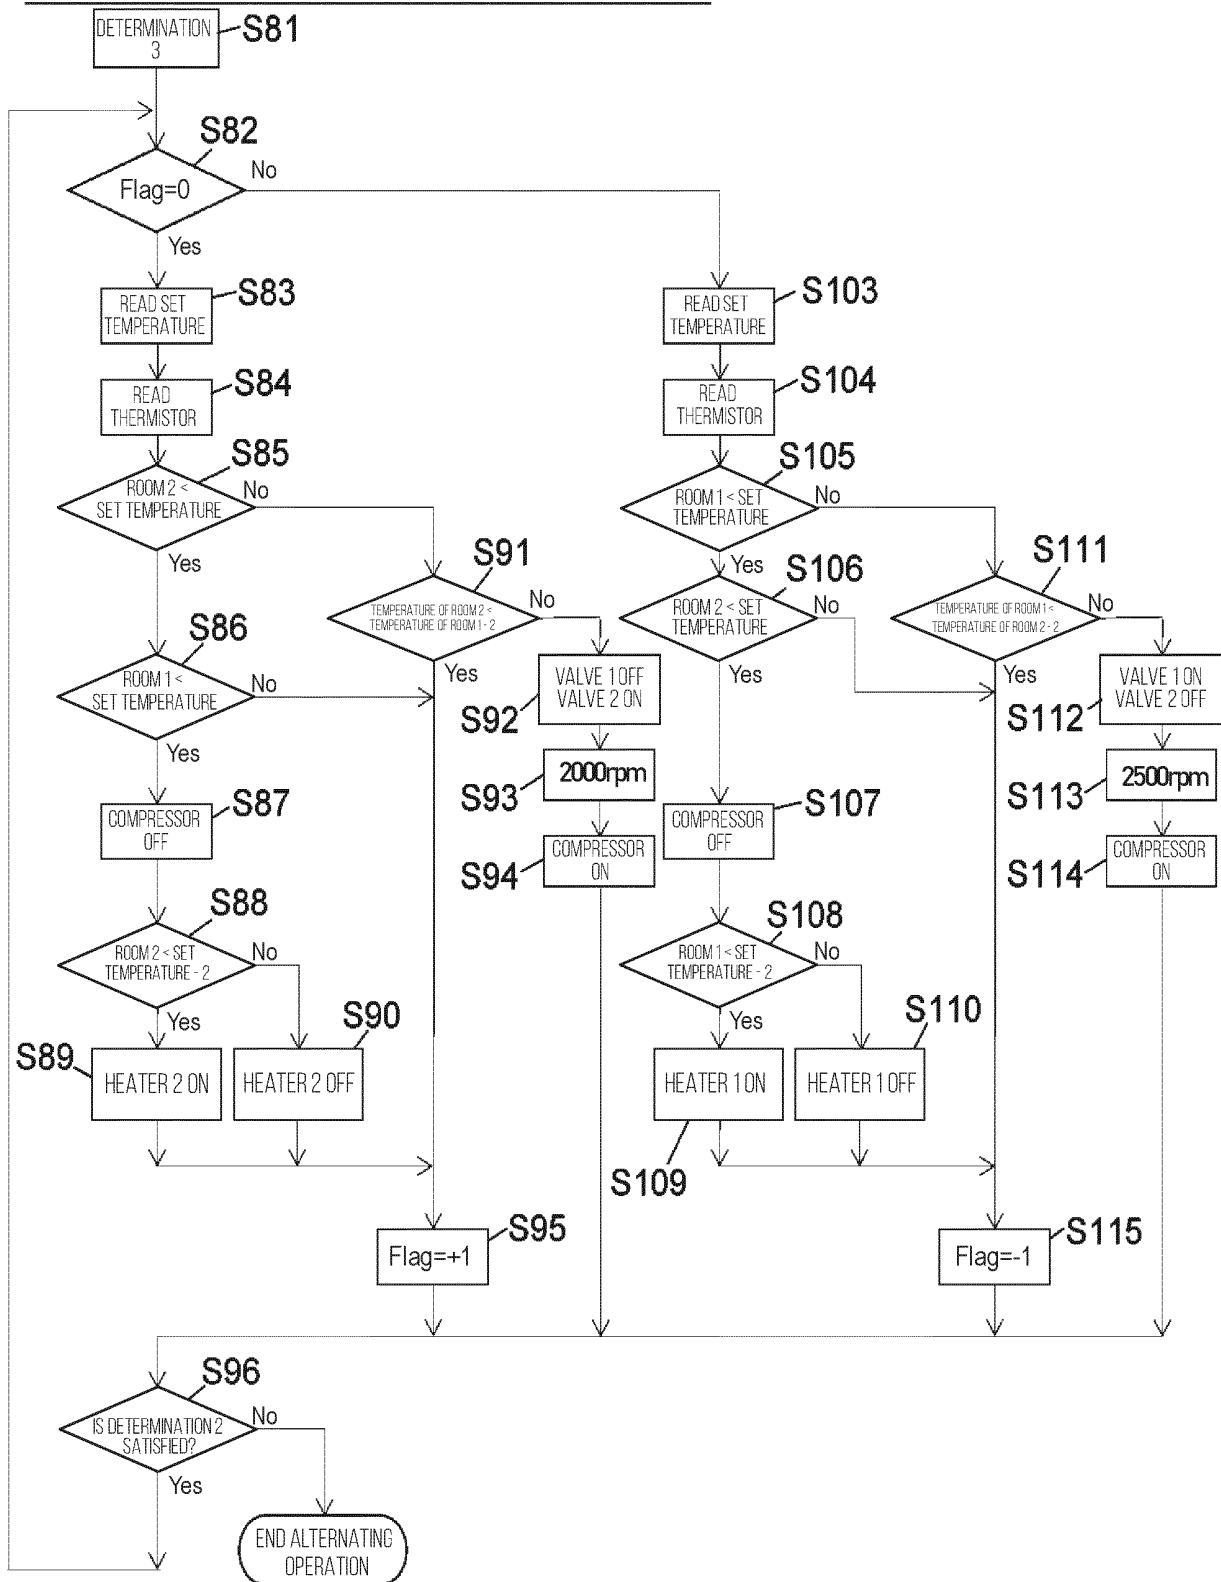 DETERMINATION
3
S81
S82
Flag=0
No
Yes
READ SET
TEMPERATURE
S83
READ
THERMISTOR
S84
S85
ROOM 2 <
SET TEMPERATURE
No
Yes
S91
TEMPERATURE OF ROOM 2 <
TEMPERATURE OF ROOM 1 - 2
No
Yes
S86
ROOM 1 <
SET TEMPERATURE
No
Yes
VALVE 1 OFF
VALVE 2 ON
S92
2000rpm
S93
COMPRESSOR
ON
S94
S87
COMPRESSOR
OFF
S88
ROOM 2 < SET
TEMPERATURE - 2
No
Yes
S89
HEATER 2 ON
S90
HEATER 2 OFF
S95
Flag=+1
READ SET
TEMPERATURE
S103
READ
THERMISTOR
S104
S105
ROOM 1 < SET
TEMPERATURE
No
Yes
S106
ROOM 2 < SET
TEMPERATURE
No
Yes
S111
TEMPERATURE OF ROOM 1 <
TEMPERATURE OF ROOM 2 - 2
No
Yes
VALVE 1 ON
VALVE 2 OFF
S112
2500rpm
S113
COMPRESSOR
ON
S114
S107
COMPRESSOR
OFF
S108
ROOM 1 < SET
TEMPERATURE - 2
No
Yes
HEATER 1 ON
S109
S110
HEATER 1 OFF
S115
Flag=-1
S96
IS DETERMINATION 2
SATISFIED?
No
Yes
END ALTERNATING
OPERATION